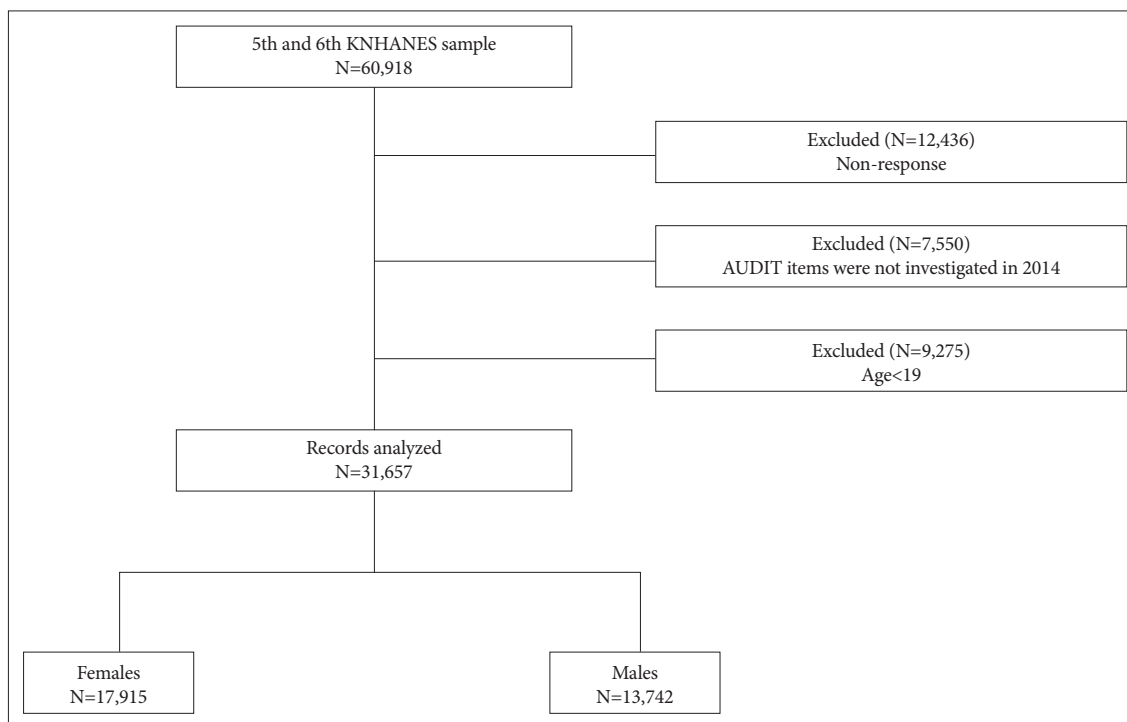 5th and 6th KNHANES sample
N=60,918
Excluded (N=12,436)
Non-response
Excluded (N=7,550)
AUDIT items were not investigated in 2014
Excluded (N=9,275)
Age<19
Records analyzed
N=31,657
Females
N=17,915
Males
N=13,742